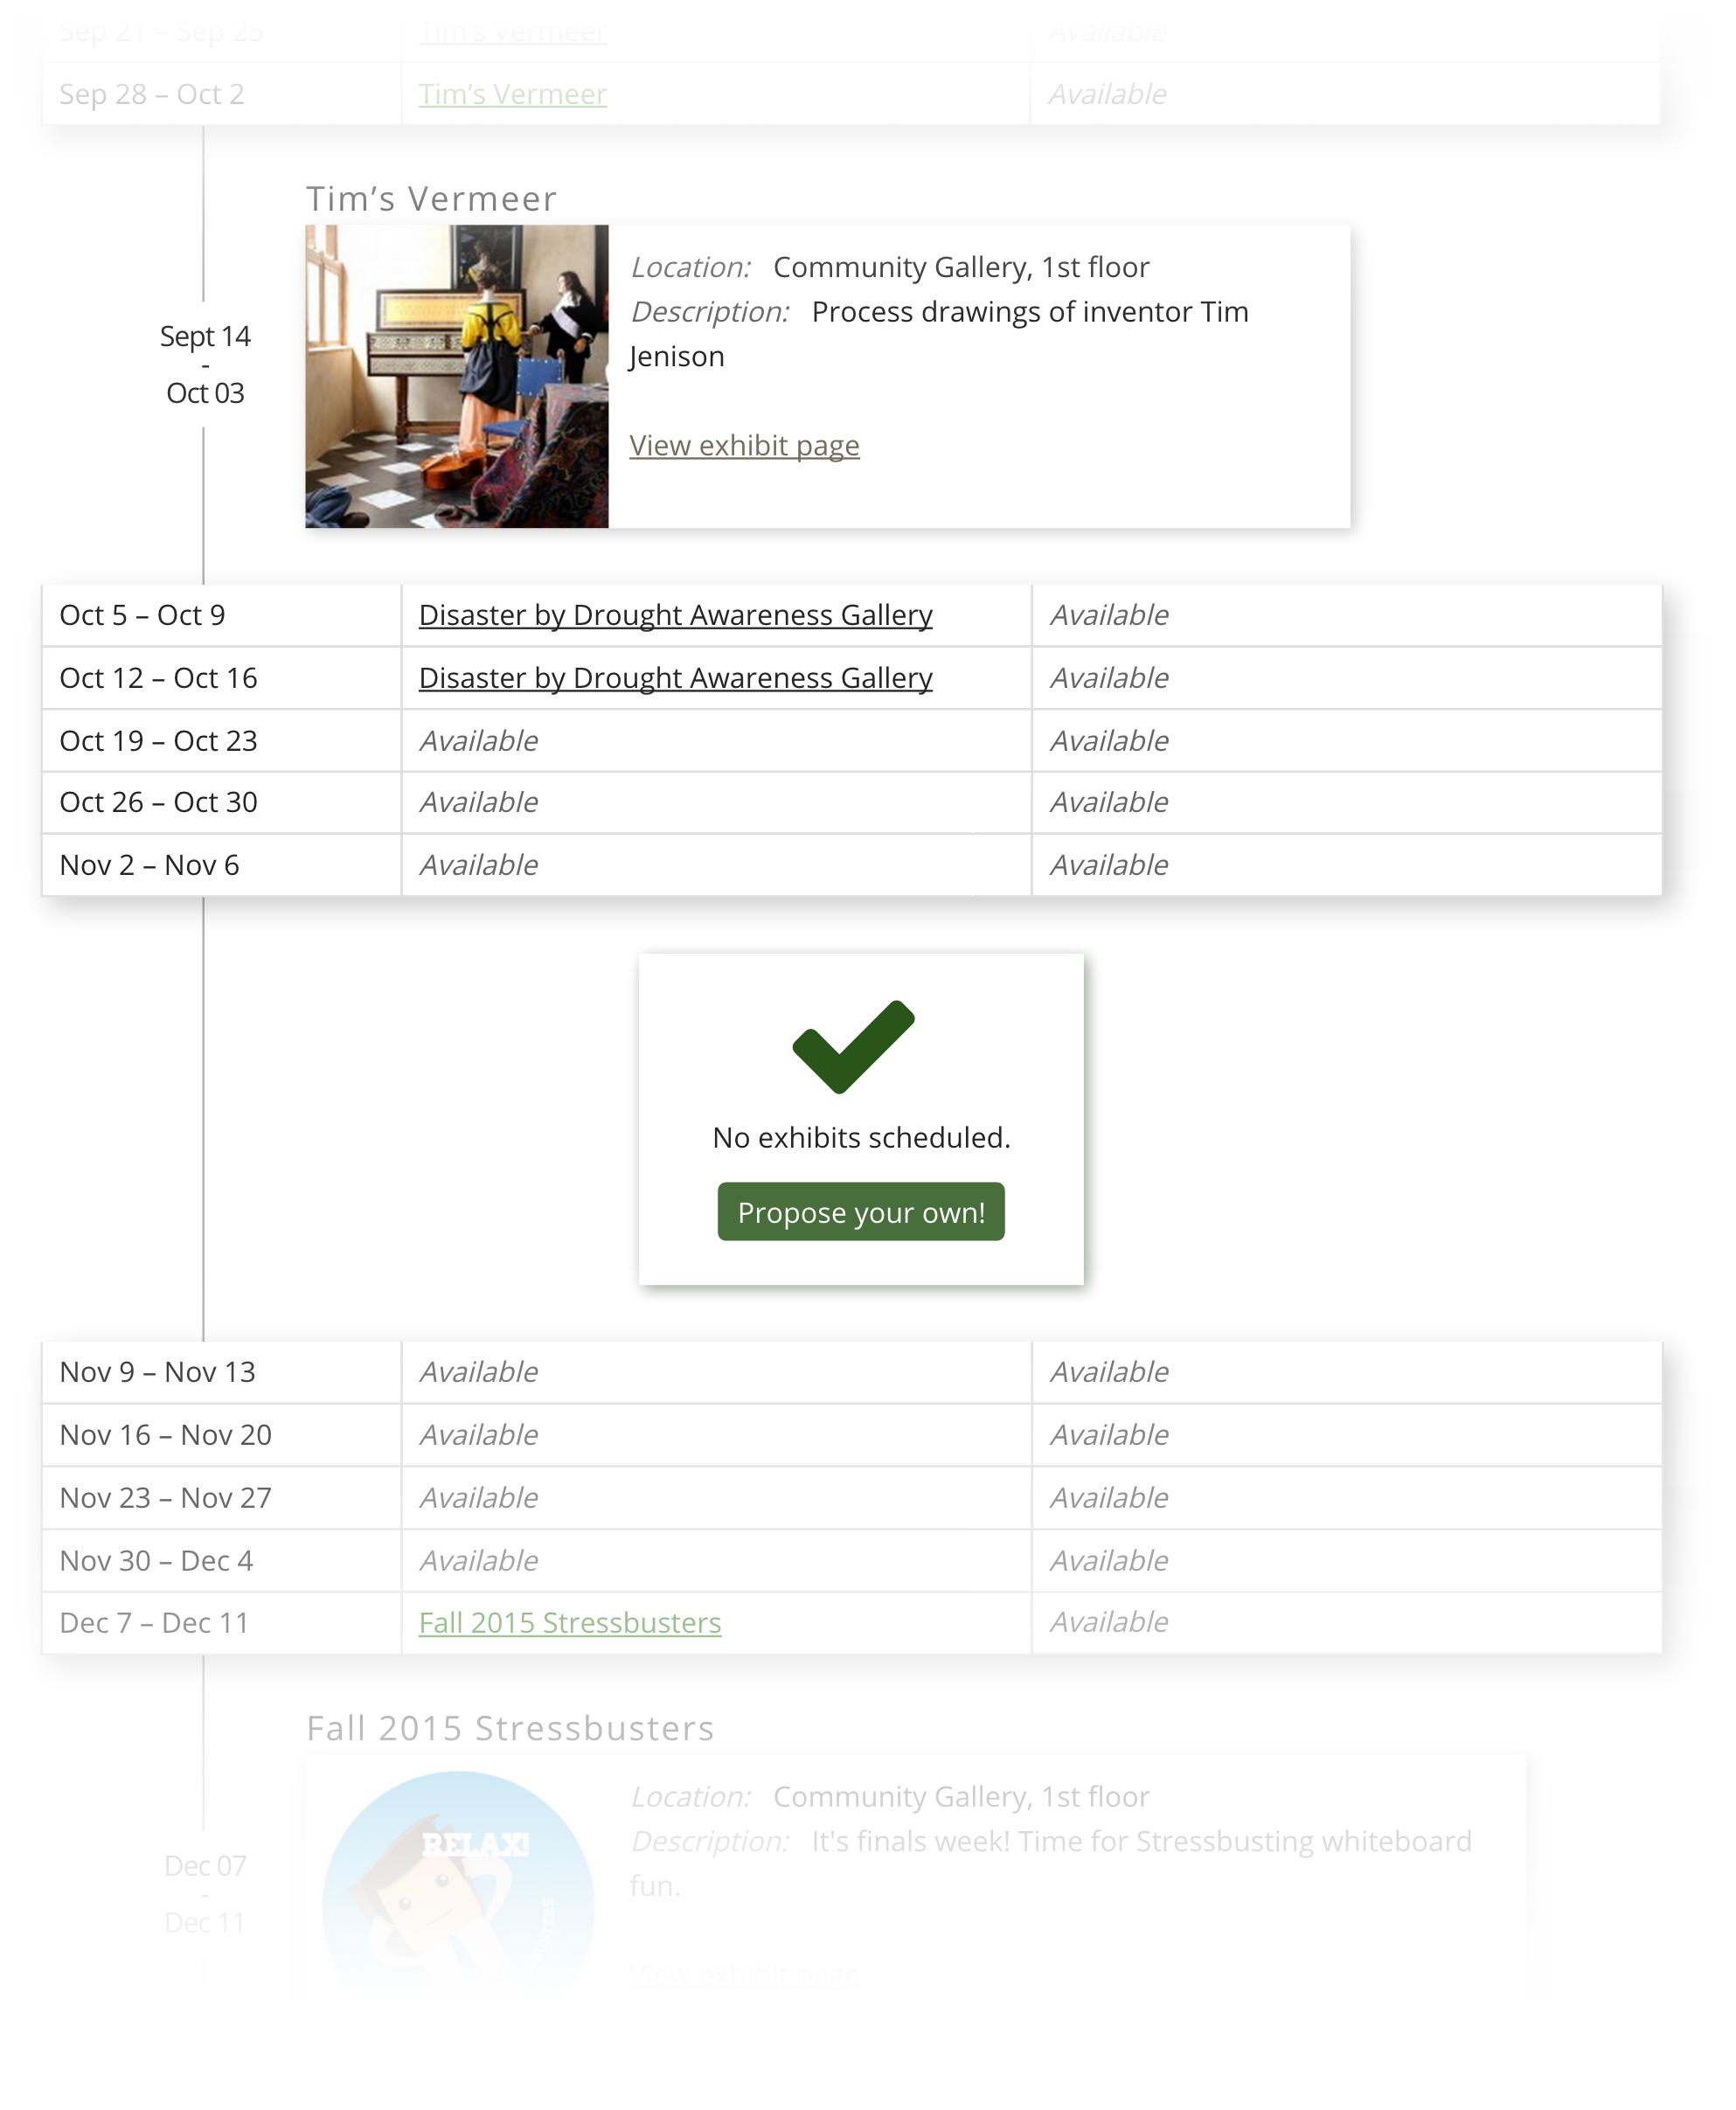 Sep 21 – Sep 25 Tim's Vermeer Available
Sep 28 – Oct 2 Tim’s Vermeer Available
Tim’s Vermeer
Location: Community Gallery, 1st floor
Description: Process drawings of inventor Tim
Jenison
View exhibit page
Sept 14
-
Oct 03
Oct 5 – Oct 9 Disaster by Drought Awareness Gallery Available
Oct 12 – Oct 16 Disaster by Drought Awareness Gallery Available
Oct 19 – Oct 23 Available Available
Oct 26 – Oct 30 Available Available
Nov 2 – Nov 6 Available Available
No exhibits scheduled.
Propose your own!
Nov 9 – Nov 13 Available Available
Nov 16 – Nov 20 Available Available
Nov 23 – Nov 27 Available Available
Nov 30 – Dec 4 Available Available
Dec 7 – Dec 11 Fall 2015 Stressbusters Available
Fall 2015 Stressbusters
RELAX!
Location: Community Gallery, 1st floor
Description: It's finals week! Time for Stressbusting whiteboard
fun.
View exhibit page
Dec 07
-
Dec 11